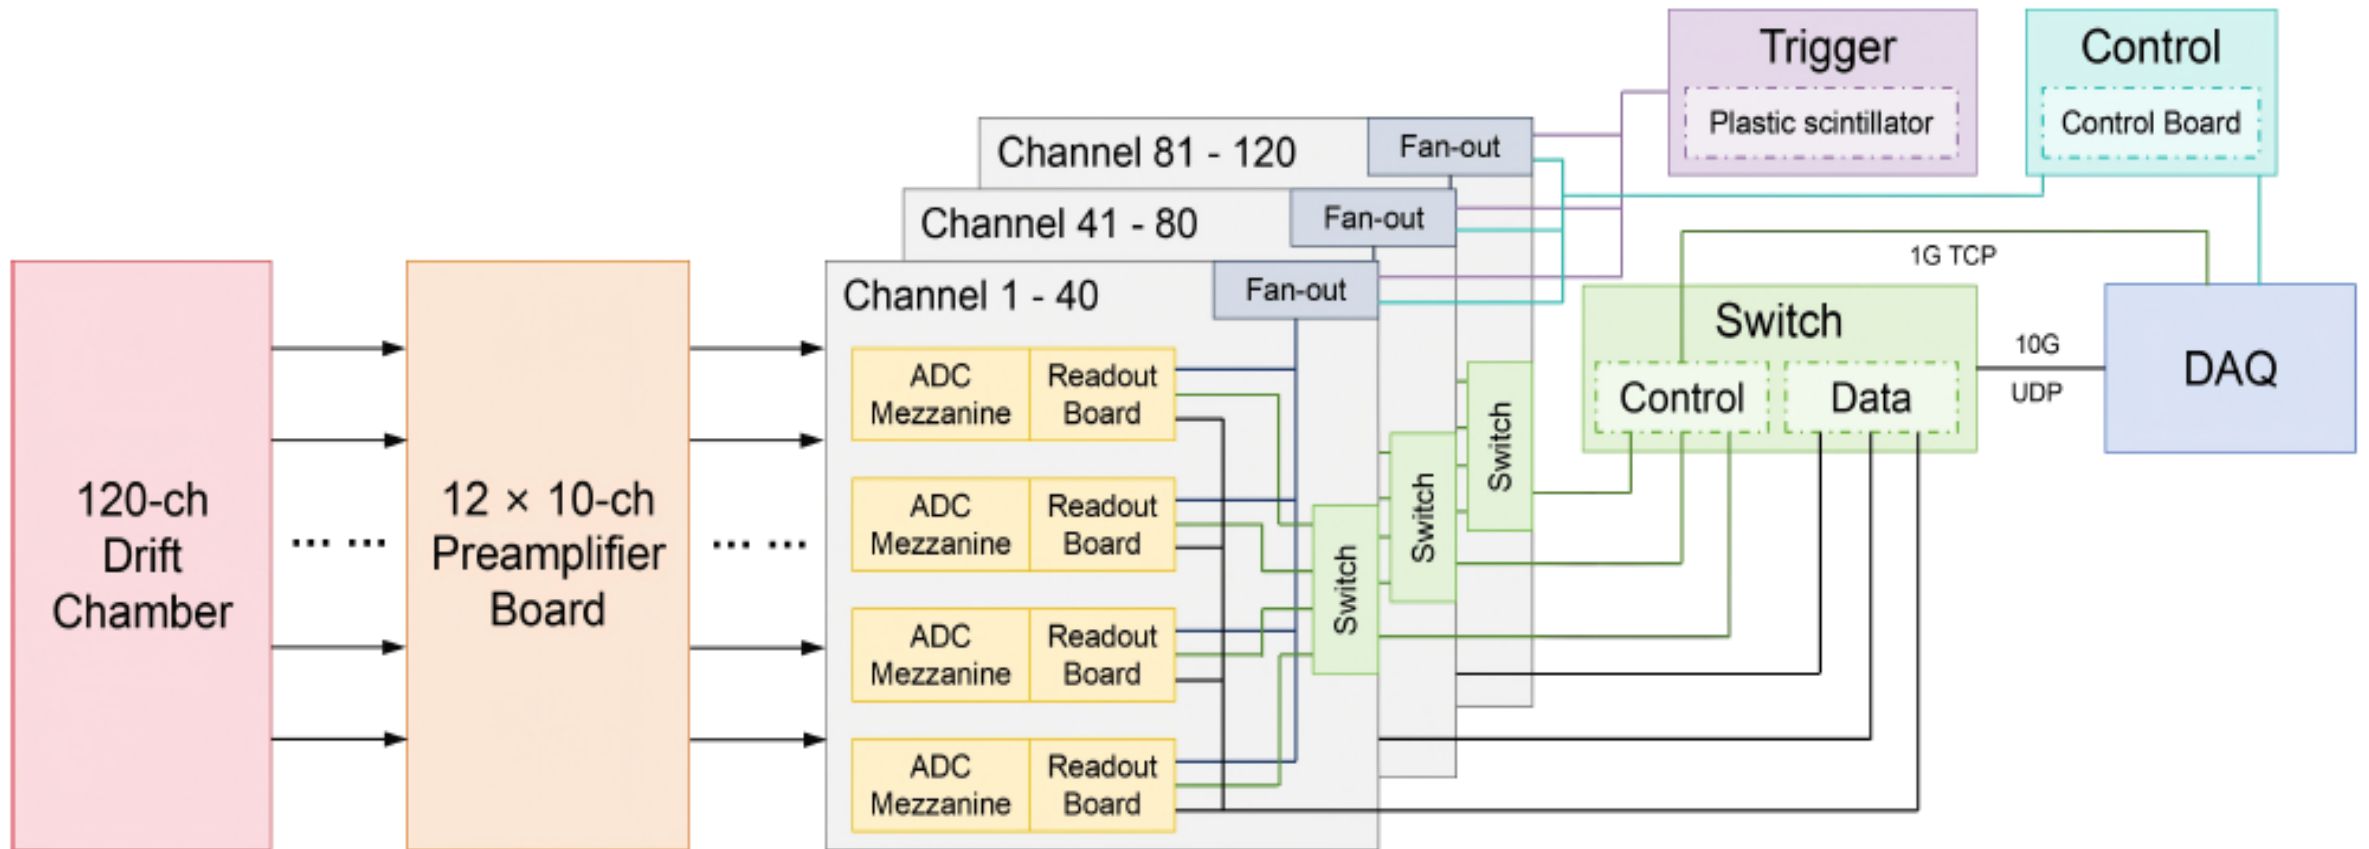 120-ch
Drift
Chamber
12 × 10-ch
Preamplifier
Board
... ...
... ...
Channel 81 - 120
Fan-out
Channel 41 - 80
Fan-out
Channel 1 - 40
Fan-out
ADC
Mezzanine
Readout
Board
ADC
Mezzanine
Readout
Board
ADC
Mezzanine
Readout
Board
ADC
Mezzanine
Readout
Board
Switch
Switch
Switch
Trigger
Plastic scintillator
Control
Control Board
1G TCP
Switch
Control
Data
10G
UDP
DAQ